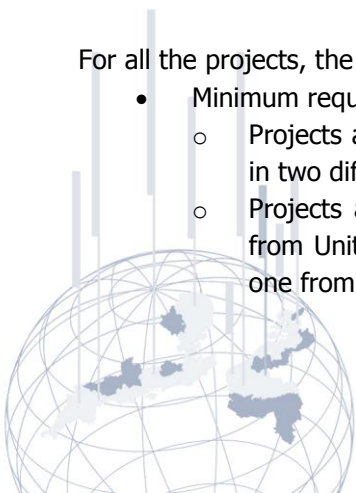 For all the projects, the
• Minimum requ
o Projects a
in two dif
o Projects a
from Unit
one from